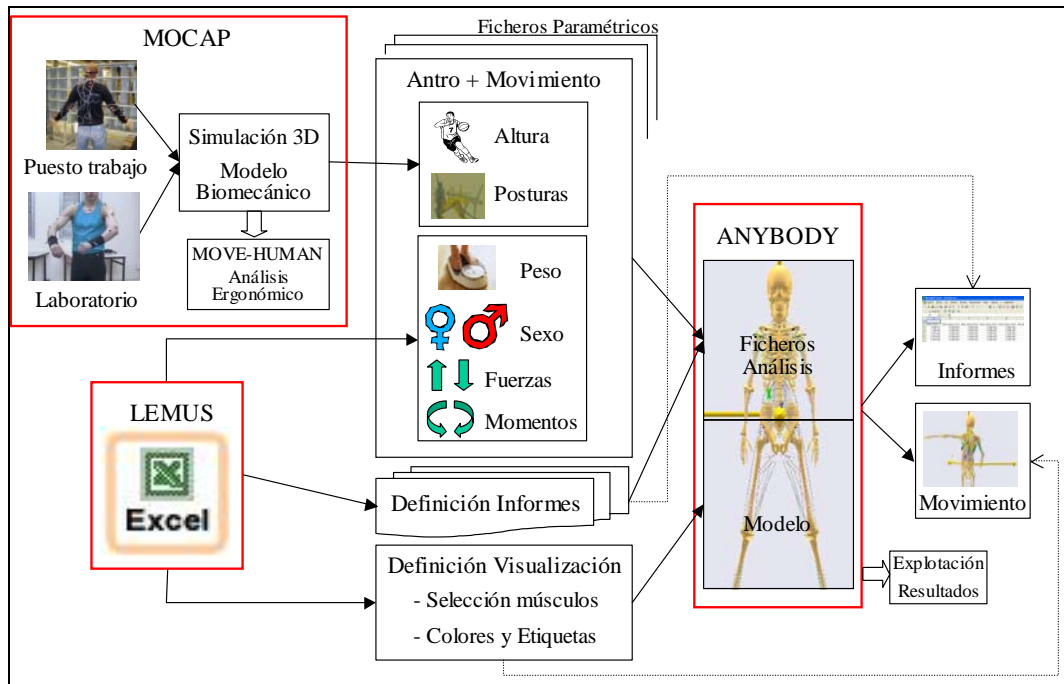 Ficheros Paramétricos
MOCAP
Puesto trabajo
Laboratorio
Simulación 3D
Modelo
Biomecánico
MOVE-HUMAN
Análisis
Ergonómico
Antro + Movimiento
7
Altura
Posturas
Peso
Sexo
Fuerzas
Momentos
LEMUS
Excel
Definición Informes
Definición Visualización
- Selección músculos
- Colores y Etiquetas
ANYBODY
Ficheros
Análisis
Modelo
Informes
Movimiento
Explotación
Resultados